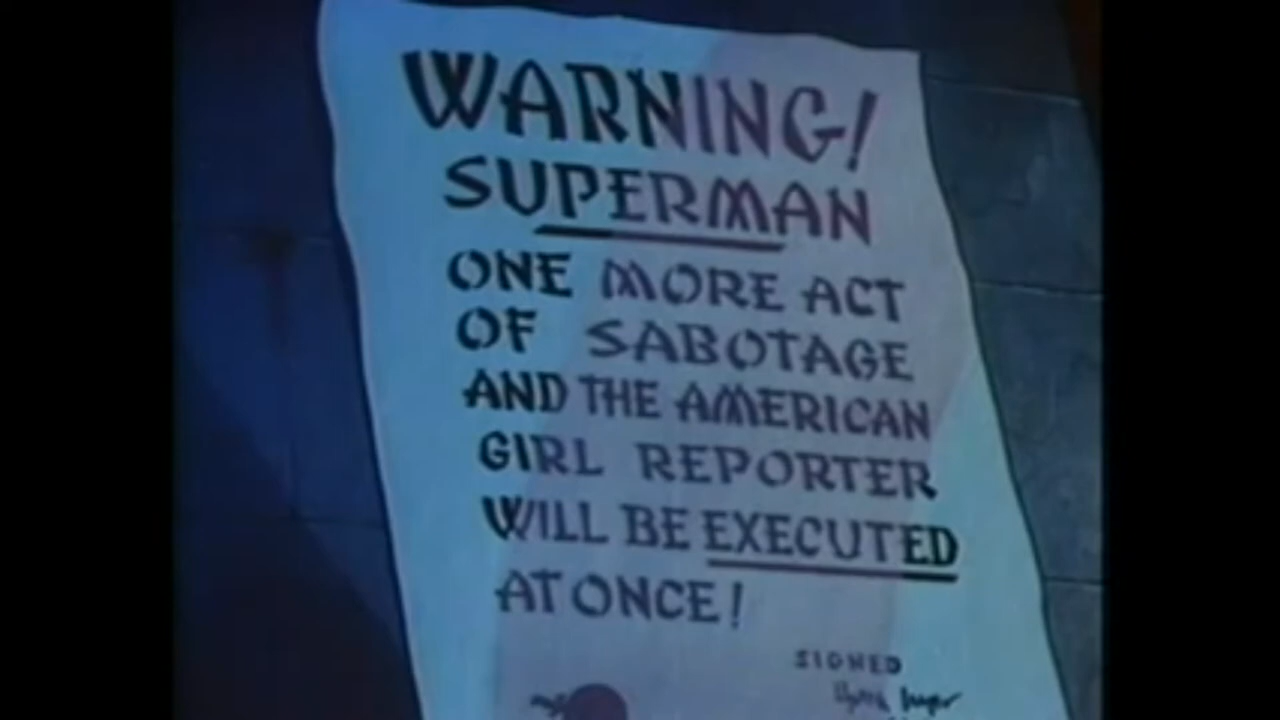 WARNING!
SUPERMAN
ONE MORE ACT
OF SABOTAGE
AND THE AMERICAN
GIRL REPORTER
WILL BE EXECUTED
AT ONCE!
SIGNED